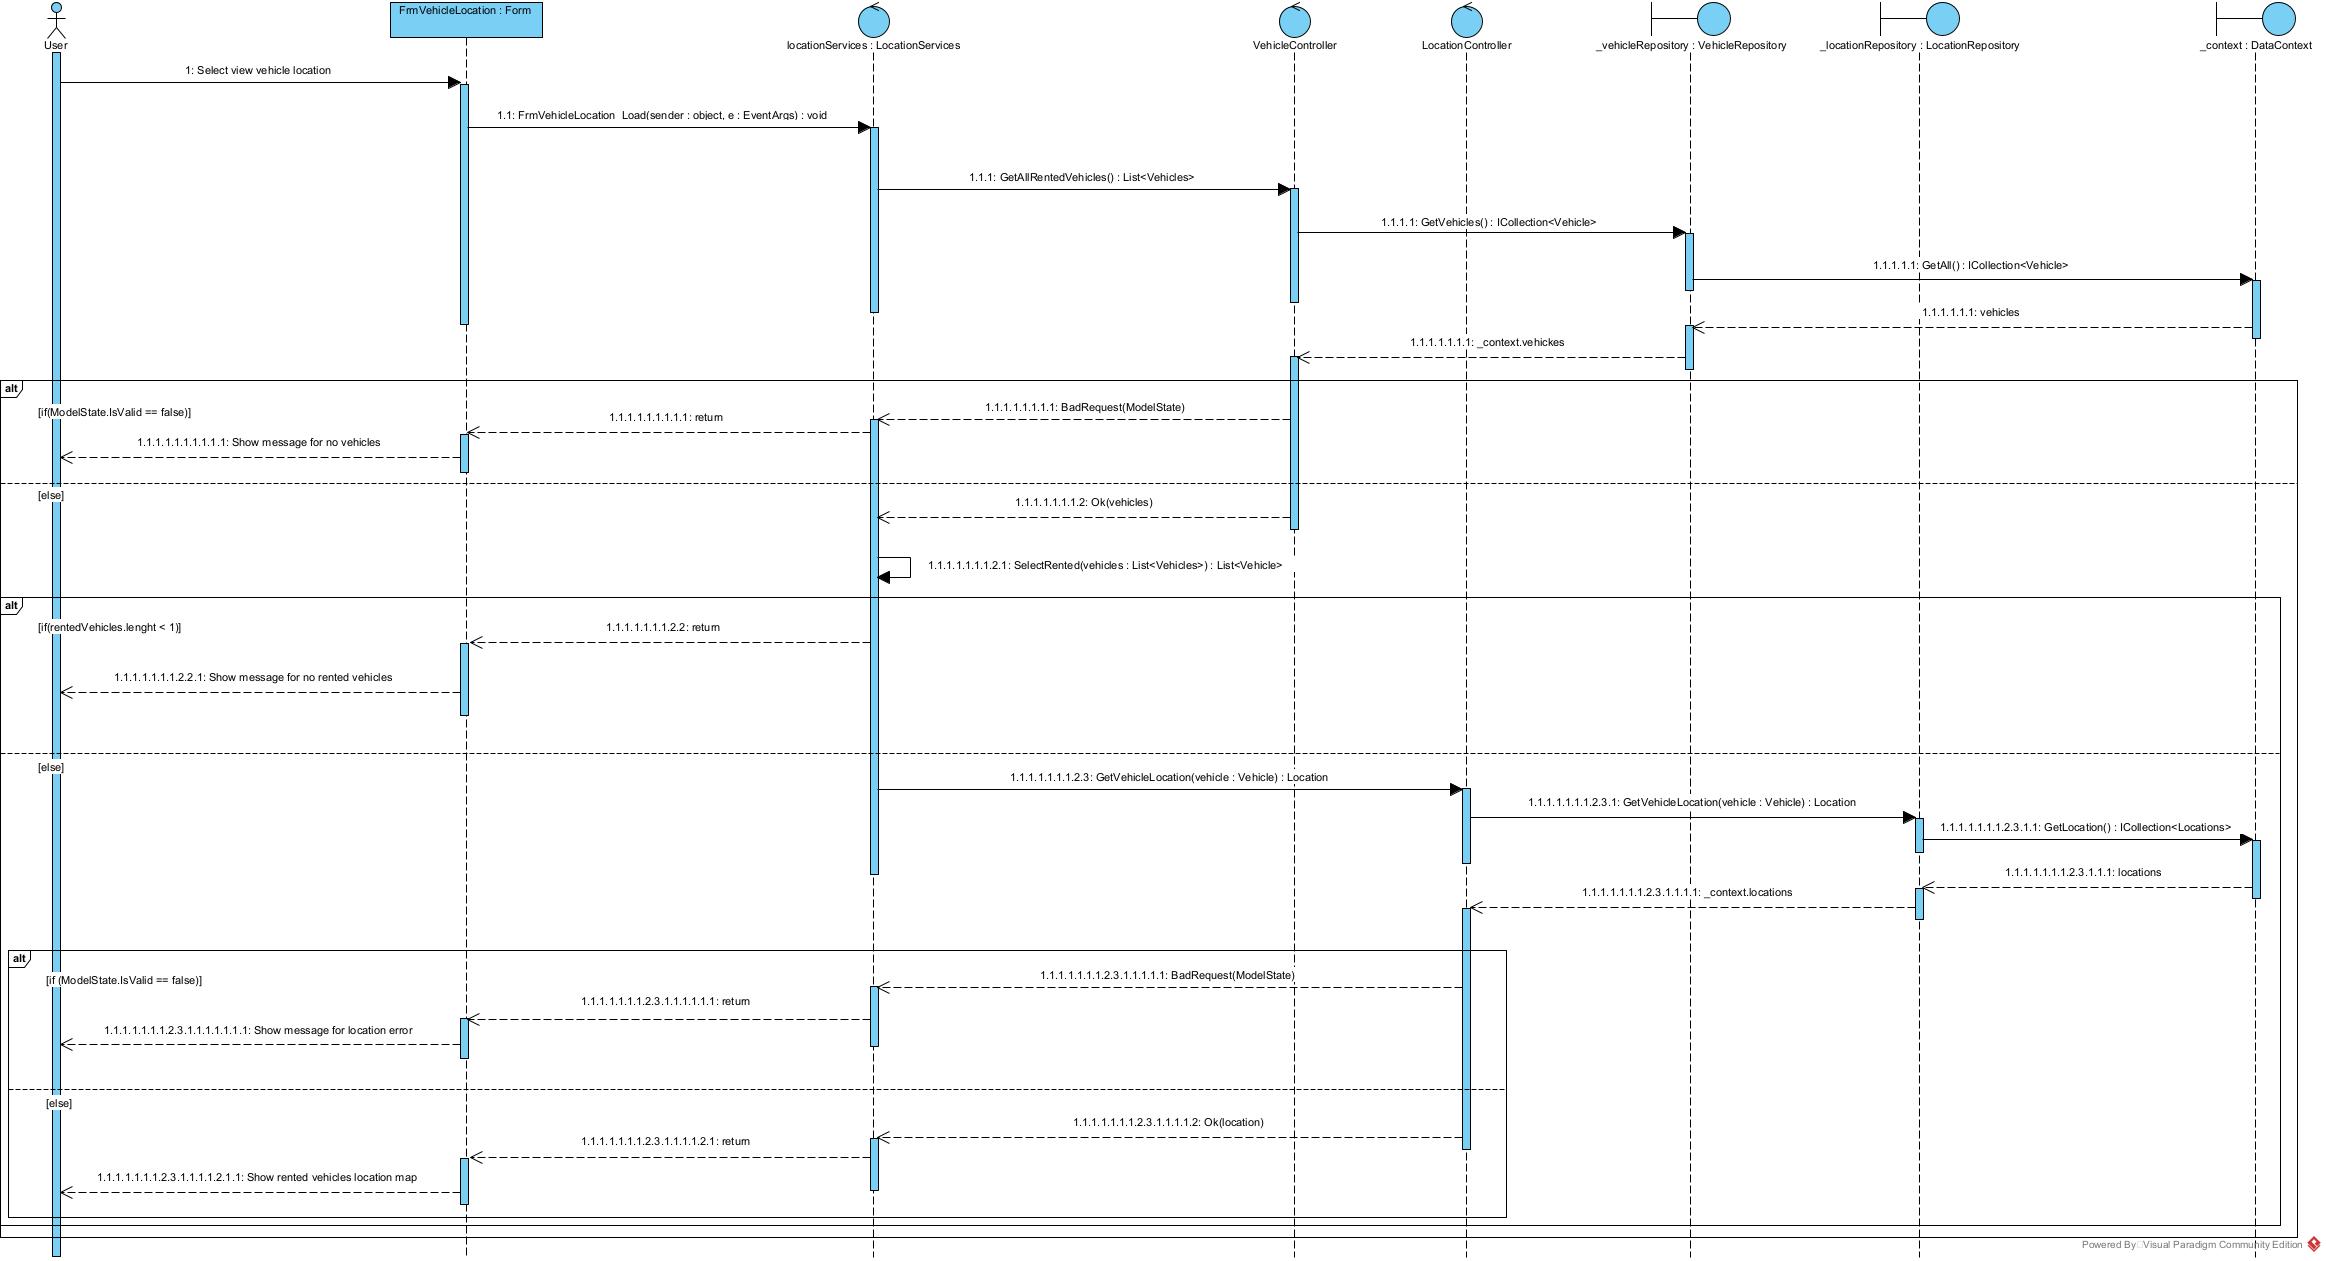 User
FrmVehicleLocation : Form
locationServices : LocationServices
VehicleController
LocationController
_vehicleRepository : VehicleRepository
_locationRepository : LocationRepository
_context : DataContext
1: Select view vehicle location
1.1: FrmVehicleLocation_Load(sender : object, e : EventArgs) : void
1.1.1: GetAllRentedVehicles() : List<Vehicles>
1.1.1.1: GetVehicles() : ICollection<Vehicle>
1.1.1.1.1: GetAll() : ICollection<Vehicle>
1.1.1.1.1.1: vehicles
1.1.1.1.1.1.1: _context.vehickes
alt
[if(ModelState.IsValid == false)]
1.1.1.1.1.1.1.1: BadRequest(ModelState)
1.1.1.1.1.1.1.1.1: return
1.1.1.1.1.1.1.1.1.1: Show message for no vehicles
[else]
1.1.1.1.1.1.1.2: Ok(vehicles)
1.1.1.1.1.1.1.2.1: SelectRented(vehicles : List<Vehicles>) : List<Vehicle>
alt
[if(rentedVehicles.lenght < 1)]
1.1.1.1.1.1.1.2.2: return
1.1.1.1.1.1.1.2.2.1: Show message for no rented vehicles
[else]
1.1.1.1.1.1.1.2.3: GetVehicleLocation(vehicle : Vehicle) : Location
1.1.1.1.1.1.1.2.3.1: GetVehicleLocation(vehicle : Vehicle) : Location
1.1.1.1.1.1.1.2.3.1.1: GetLocation() : ICollection<Locations>
1.1.1.1.1.1.1.2.3.1.1.1: locations
1.1.1.1.1.1.1.2.3.1.1.1.1: _context.locations
alt
[if (ModelState.IsValid == false)]
1.1.1.1.1.1.1.2.3.1.1.1.1.1: BadRequest(ModelState)
1.1.1.1.1.1.1.2.3.1.1.1.1.1.1: return
1.1.1.1.1.1.1.2.3.1.1.1.1.1.1.1: Show message for location error
[else]
1.1.1.1.1.1.1.2.3.1.1.1.1.2: Ok(location)
1.1.1.1.1.1.1.2.3.1.1.1.1.2.1: return
1.1.1.1.1.1.1.2.3.1.1.1.1.2.1.1: Show rented vehicles location map
Powered By Visual Paradigm Community Edition